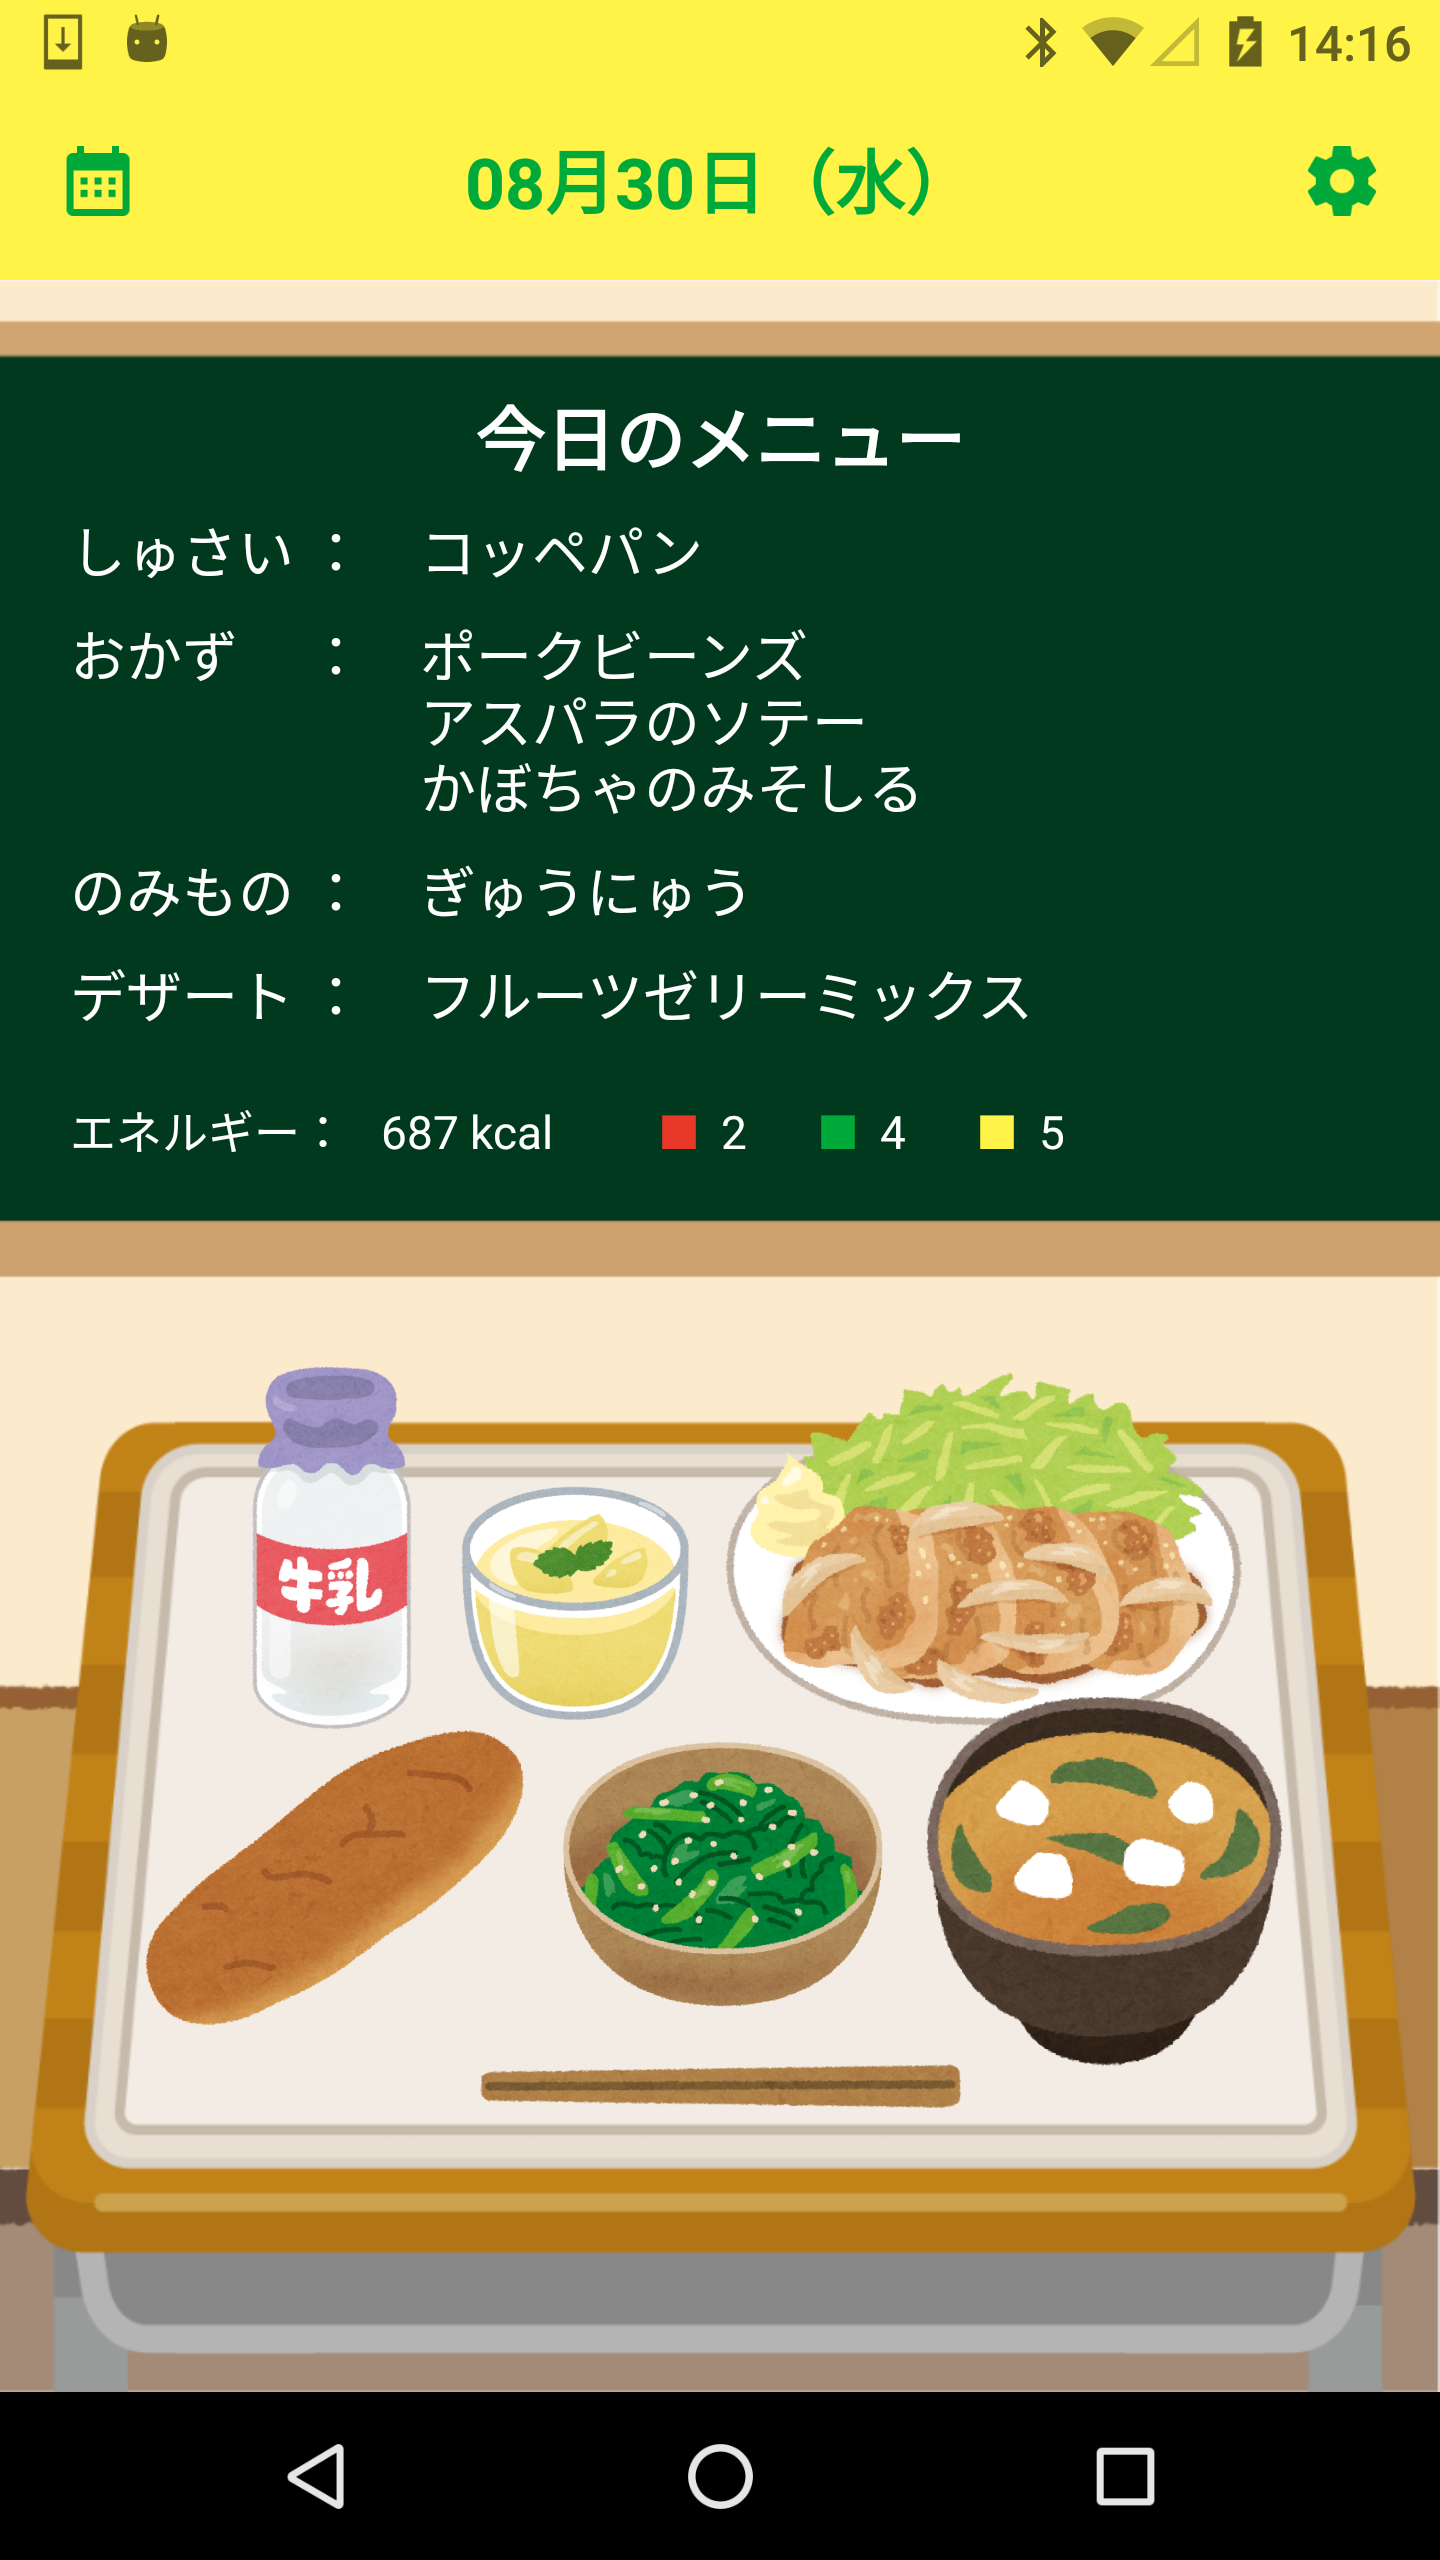 14:16
08月30日（水）
今日のメニュー
しゅさい ： コッペパン
おかず ： ポークビーンズ
アスパラのソテー
かぼちゃのみそしる
のみもの ： ぎゅうにゅう
デザート ： フルーツゼリーミックス
エネルギー： 687 kcal 2 4 5
牛乳